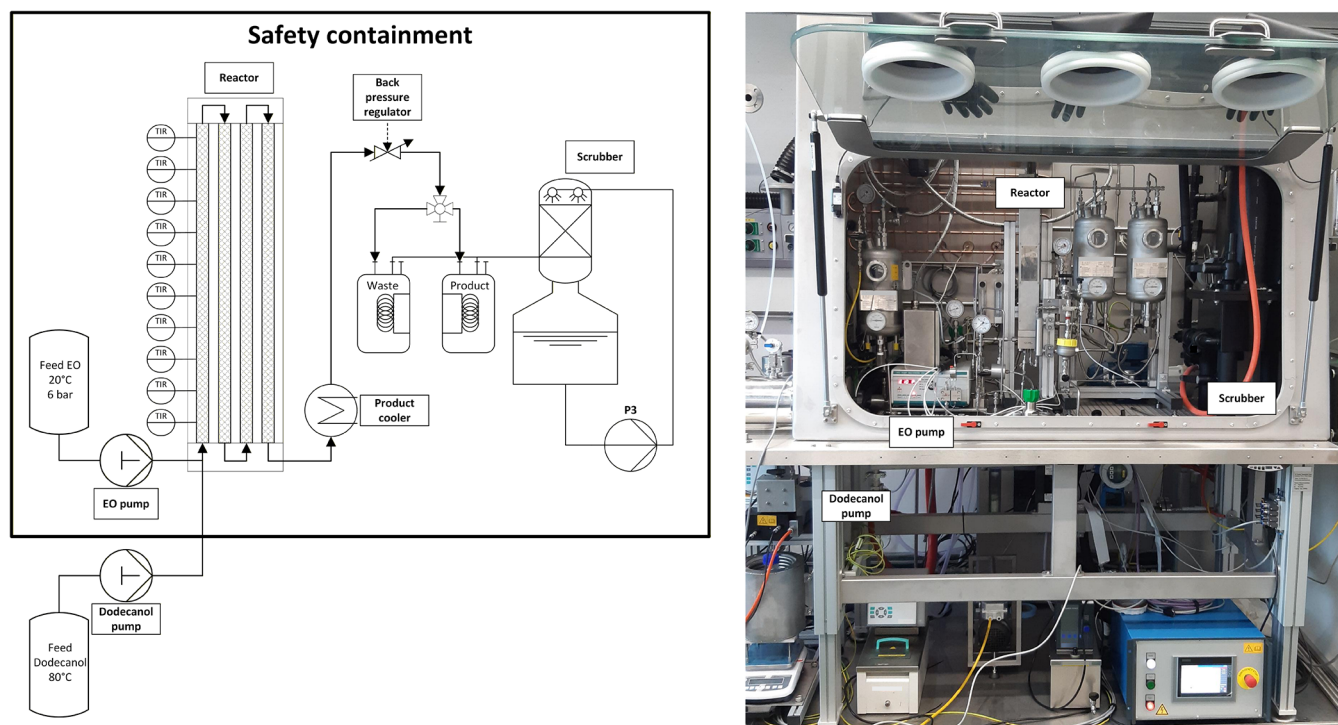 Safety containment
Reactor
Back
pressure
regulator
Scrubber
TIR
TIR
TIR
TIR
TIR
TIR
TIR
TIR
TIR
TIR
Waste
Product
Feed EO
20°C
6 bar
Product
cooler
P3
EO pump
Dodecanol
pump
Feed
Dodecanol
80°C
Reactor
Scrubber
EO pump
Dodecanol
pump